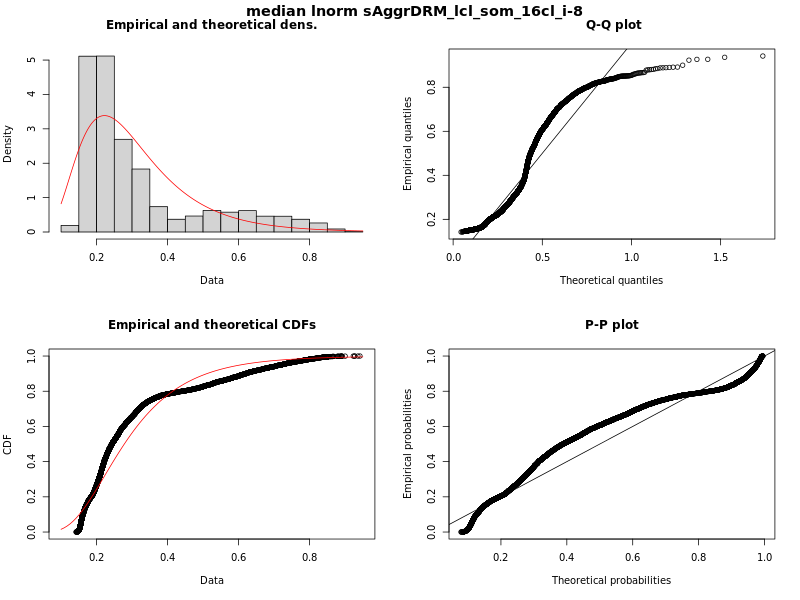 median lnorm sAggrDRM_lcl_som_16cl_i-8
Empirical and theoretical dens.
Density
0 1 2 3 4 5
0.2 0.4 0.6 0.8
Data
Q-Q plot
Empirical quantiles
0.2 0.4 0.6 0.8
0.0 0.5 1.0 1.5
Theoretical quantiles
Empirical and theoretical CDFs
CDF
0.0 0.2 0.4 0.6 0.8 1.0
0.2 0.4 0.6 0.8
Data
P-P plot
Empirical probabilities
0.0 0.2 0.4 0.6 0.8 1.0
0.2 0.4 0.6 0.8 1.0
Theoretical probabilities